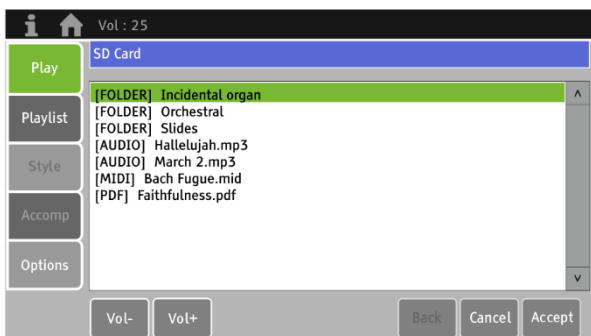 i Vol : 25
Play
SD Card
[FOLDER] Incidental organ
[FOLDER] Orchestral
[FOLDER] Slides
[AUDIO] Hallelujah.mp3
[AUDIO] March 2.mp3
[MIDI] Bach Fugue.mid
[PDF] Faithfulness.pdf
Playlist
Style
Accomp
Options
Vol- Vol+ Back Cancel Accept